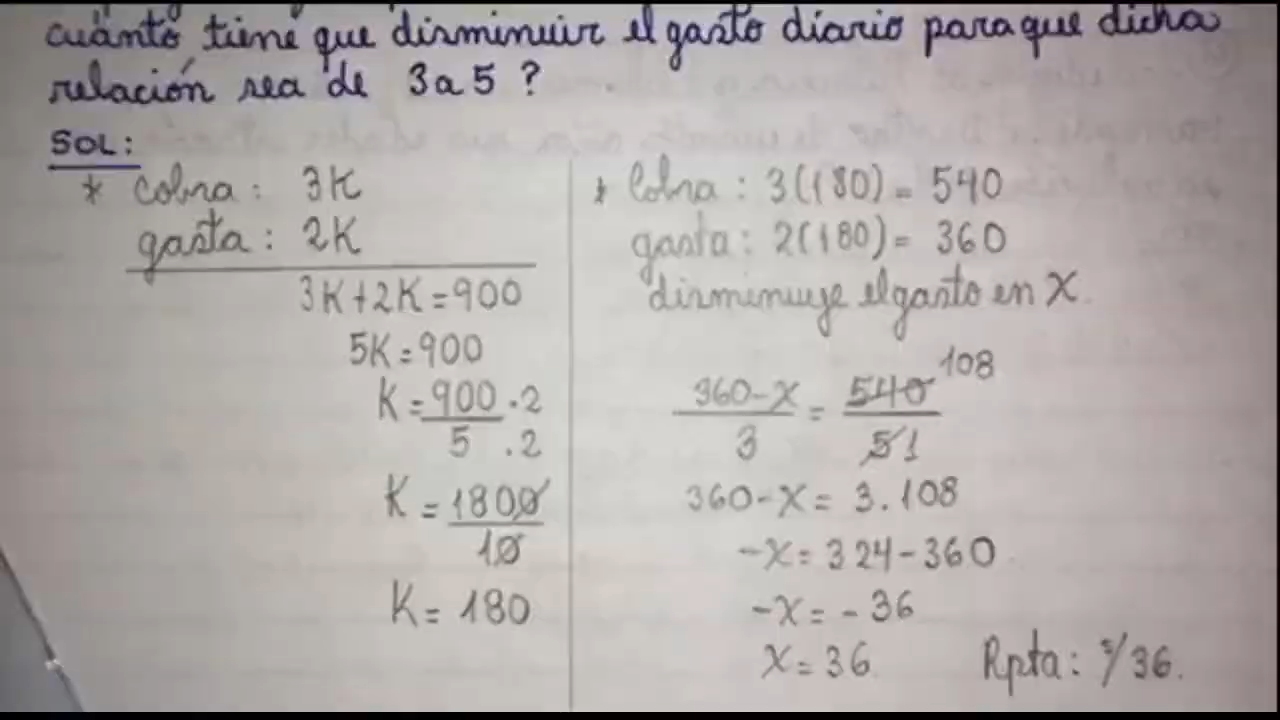 cuánto tiene que disminuir el gasto diario para que dicha
relación sea de 3 a 5 ?
SOL:
* Cobra : 3K
gasta : 2K
3K+2K=900
5K=900
K=900/5 .2/.2
K=1800/10
K=180
* Cobra : 3(180)= 540
gasta : 2(180)= 360
disminuye el gasto en X.
360-X/3 = 540/5 108/1
360-X= 3.108
-X= 324-360
-X= -36
X=36 Rpta: s/36.